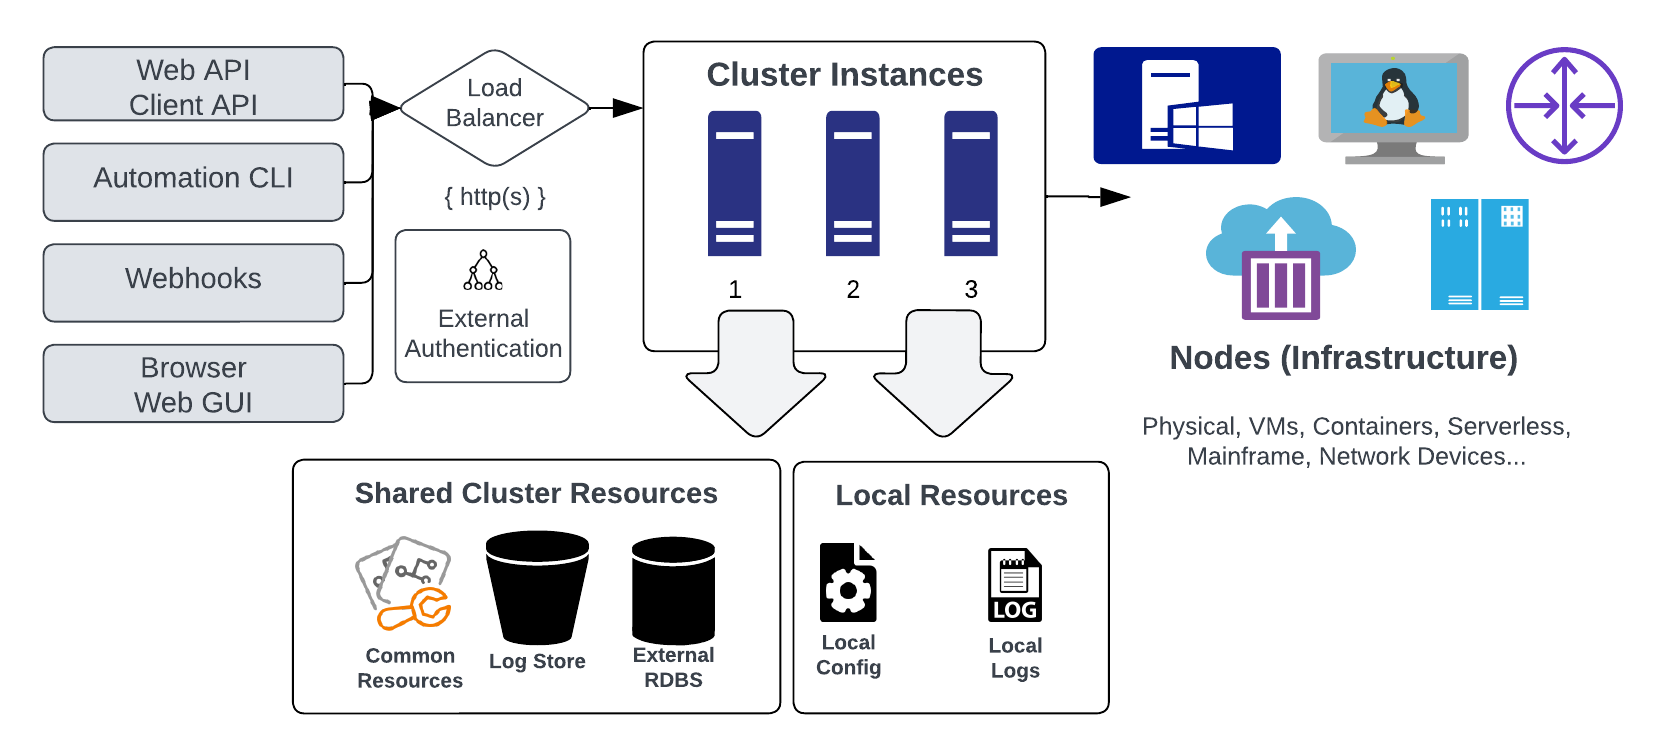 Web API
Client API
Automation CLI
Webhooks
Browser
Web GUI
Load
Balancer
{ http(s) }
External
Authentication
Cluster Instances
1
2
3
Nodes (Infrastructure)
Physical, VMs, Containers, Serverless,
Mainframe, Network Devices...
Shared Cluster Resources
Common
Resources
Log Store
External
RDBS
Local Resources
Local
Config
LOG
Local
Logs